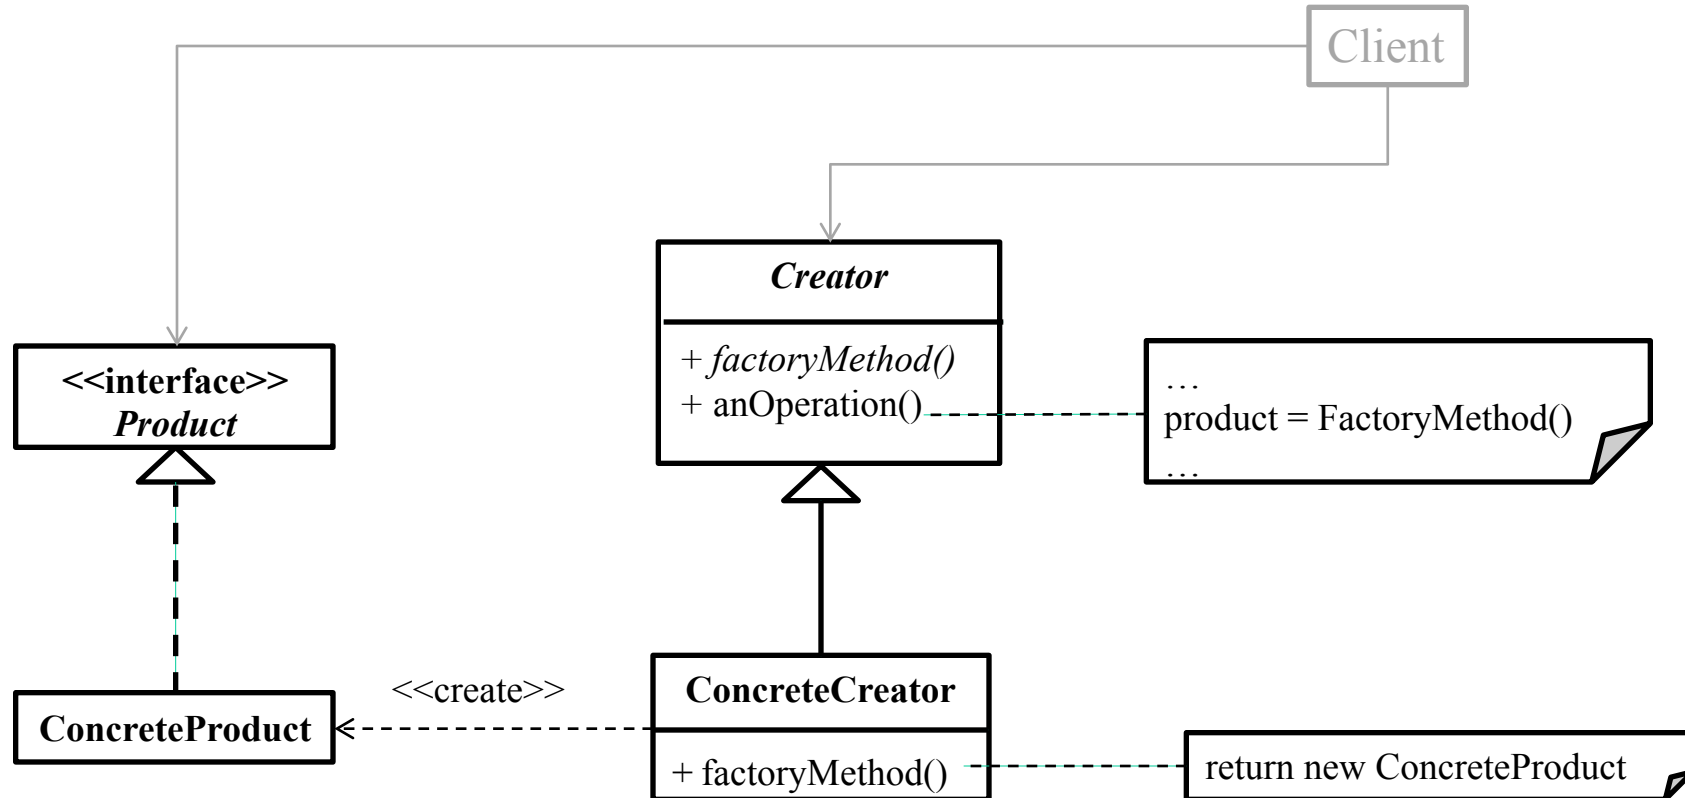 Client
Creator
+ factoryMethod()
+ anOperation()
…
product = FactoryMethod()
…
<<interface>>
Product
<<create>>
ConcreteProduct
ConcreteCreator
+ factoryMethod()
return new ConcreteProduct